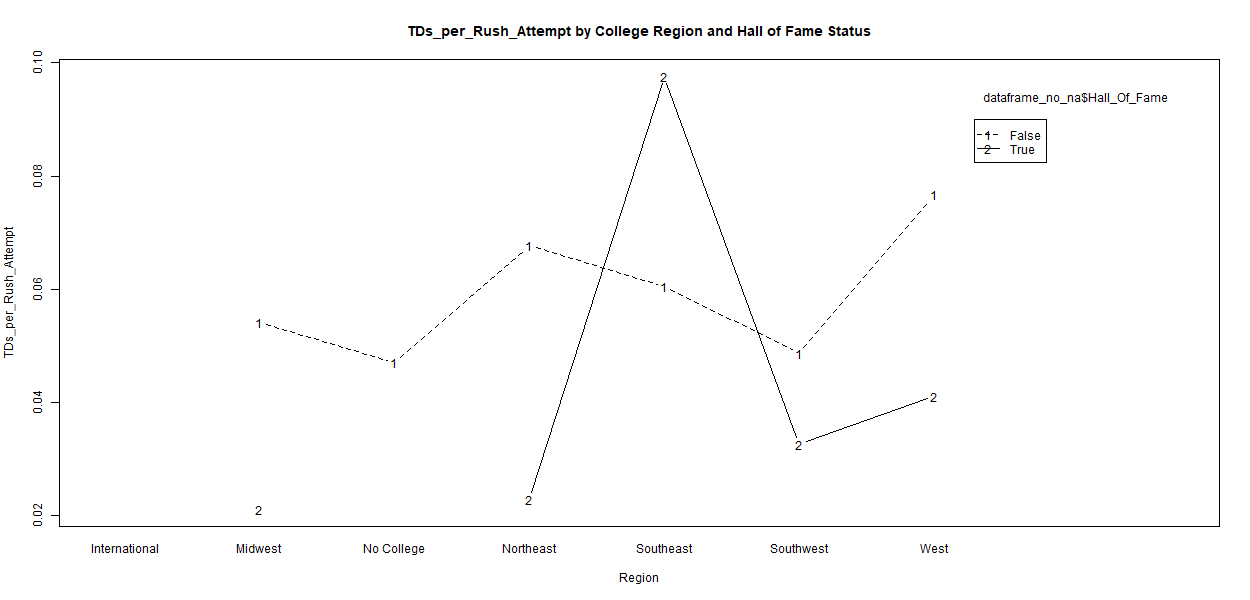 TDs_per_Rush_Attempt by College Region and Hall of Fame Status
TDs_per_Rush_Attempt
0.10
0.08
0.06
0.04
0.02
dataframe_no_na$Hall_Of_Fame
1 False
2 True
2
1
1
1
1
1
1
2
2
2
2
International Midwest No College Northeast Southeast Southwest West
Region